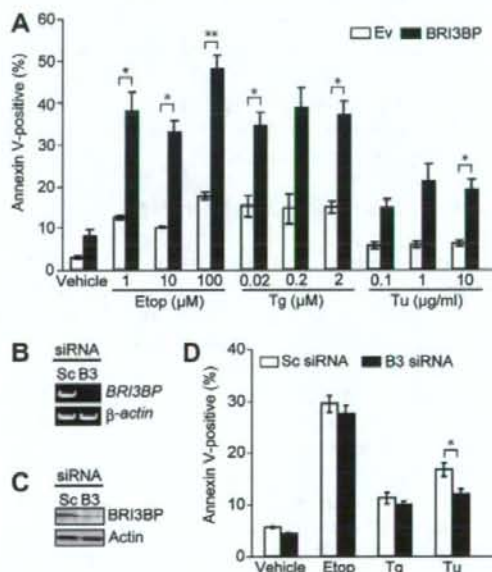 A
Ev BRI3BP
Annexin V-positive (%)
60
50
40
30
20
10
0
* * ** * * *
Vehicle 1 10 100 0.02 0.2 2 0.1 1 10
Etop (μM) Tg (μM) Tu (μg/ml)
B
siRNA
Sc B3
BRI3BP
β-actin
C
siRNA
Sc B3
BRI3BP
Actin
D
Sc siRNA B3 siRNA
Annexin V-positive (%)
40
30
20
10
0
*
Vehicle Etop Tg Tu